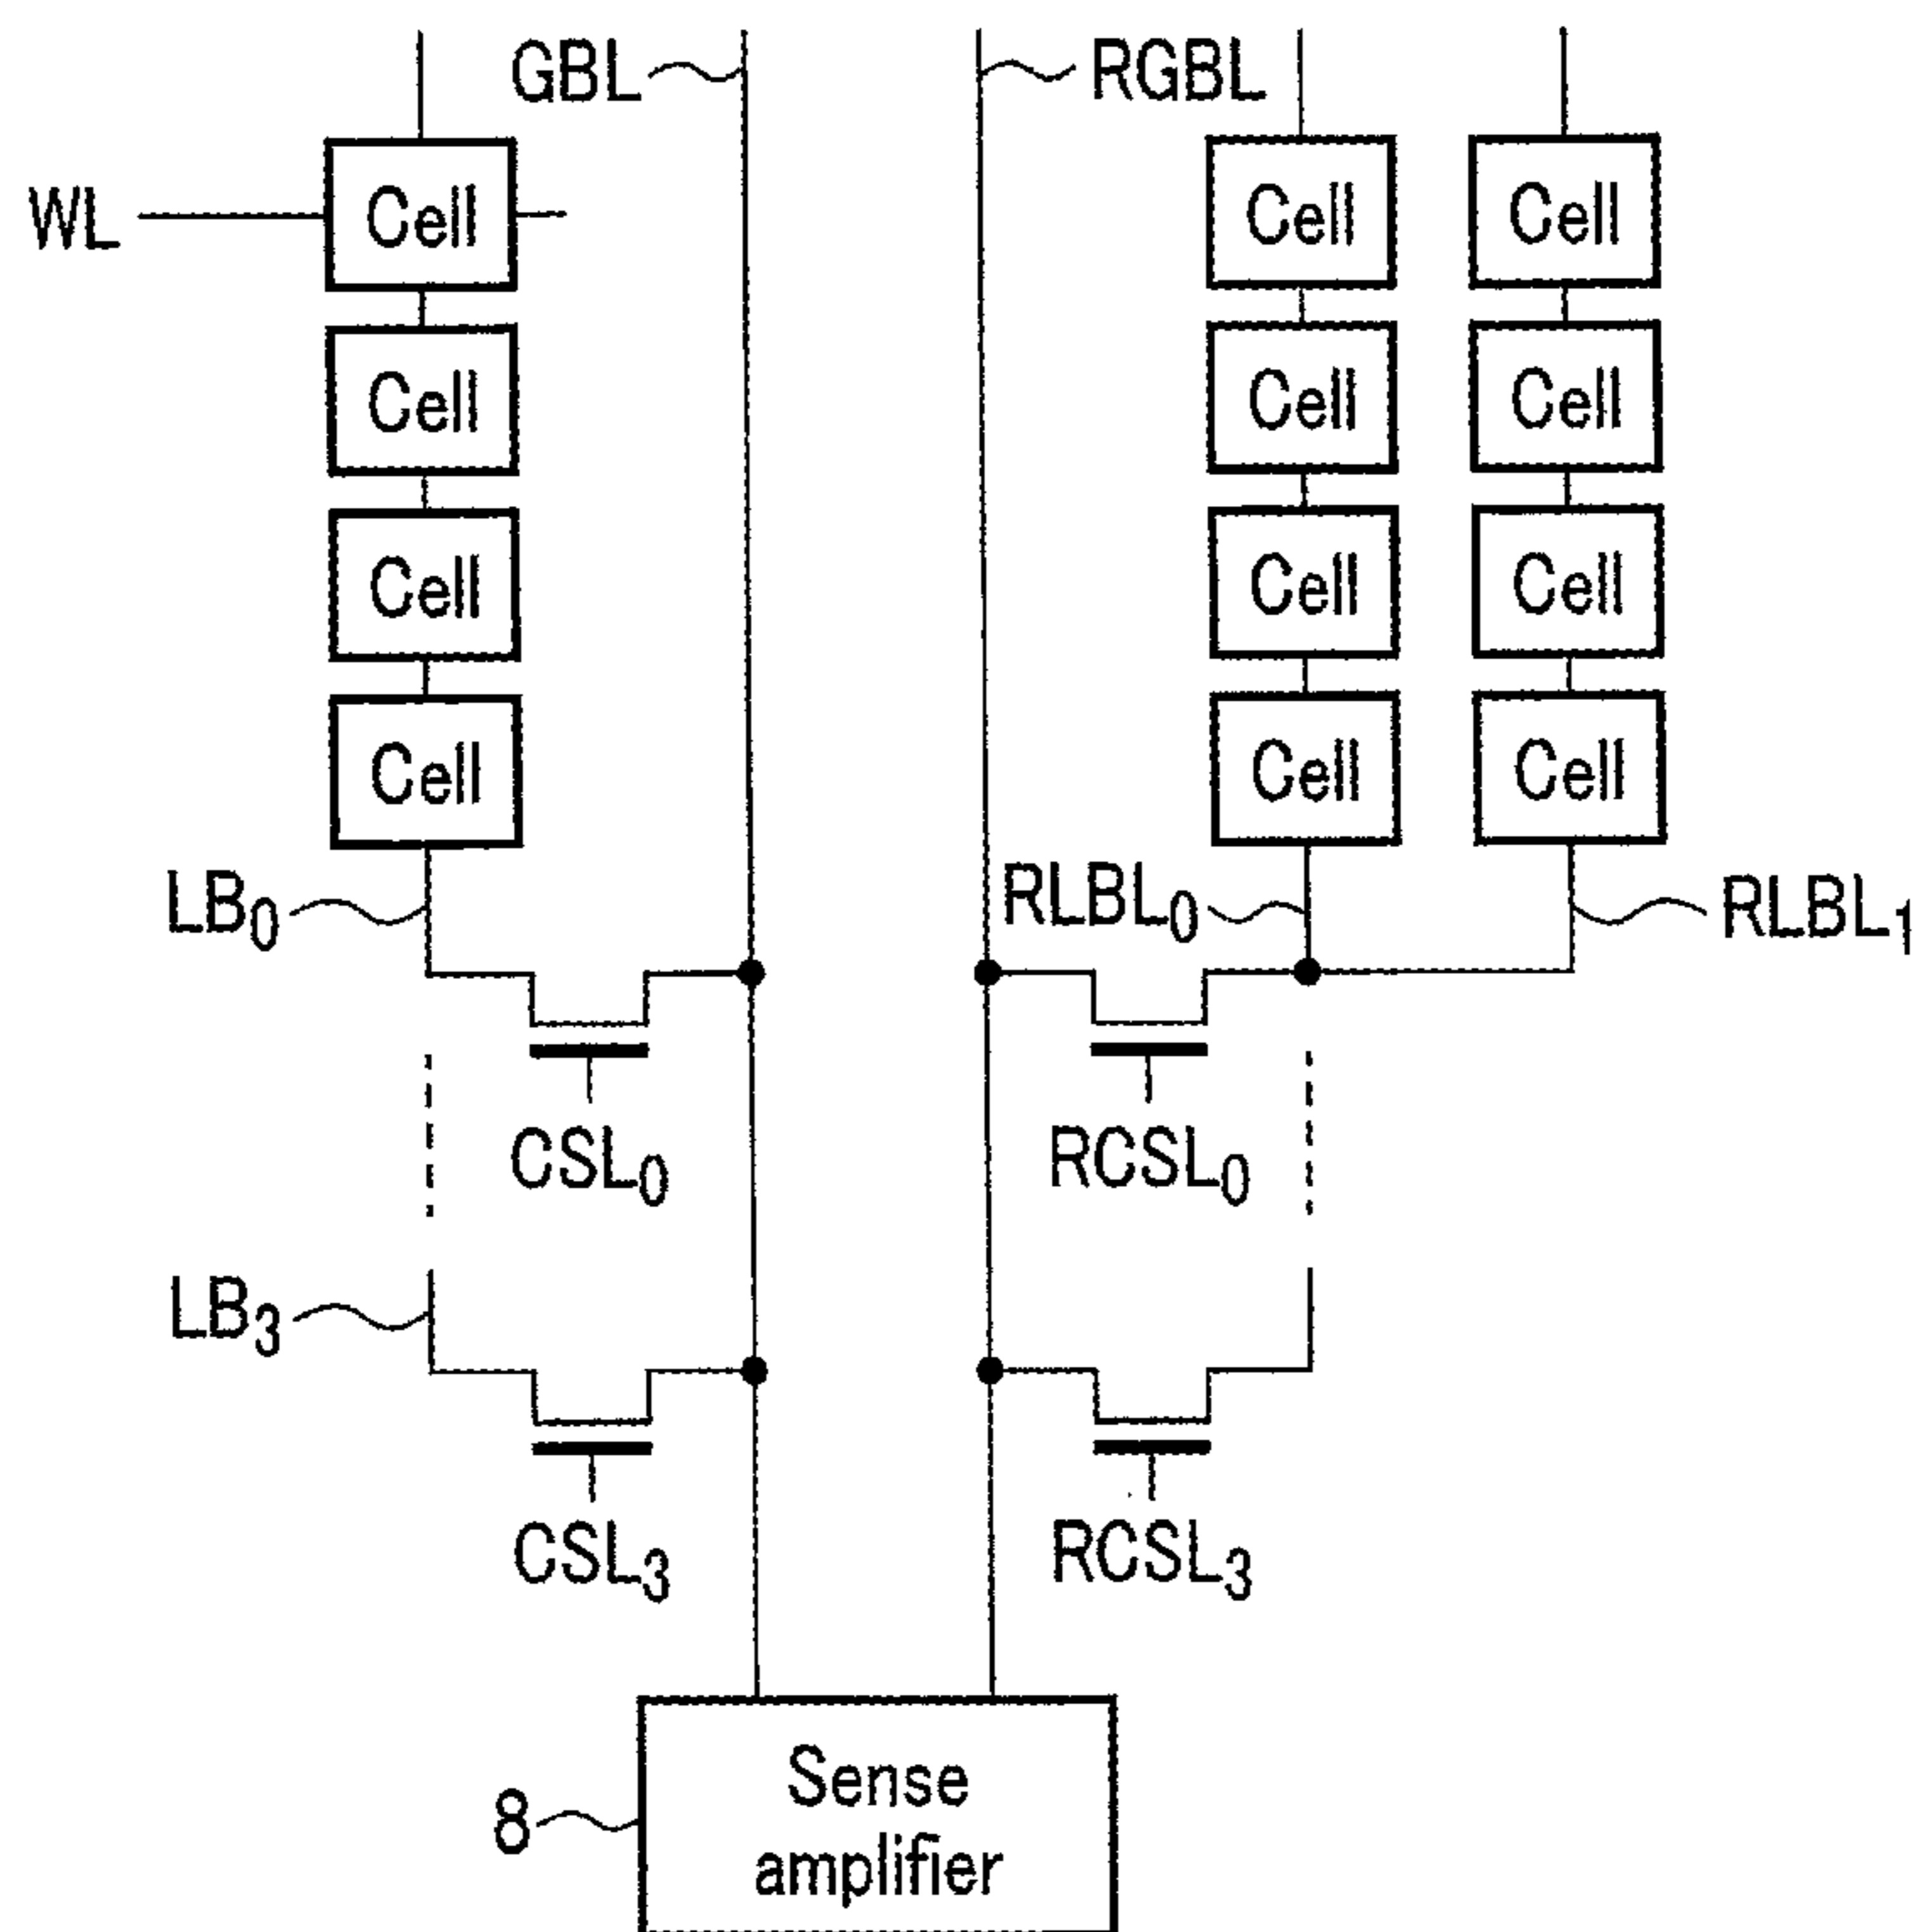 GBL RGBL
WL Cell Cell Cell
Cell Cell Cell
Cell Cell Cell
Cell Cell Cell
LB0 RLBL0 RLBL1
CSL0 RCSL0
LB3
CSL3 RCSL3
8 Sense
amplifier